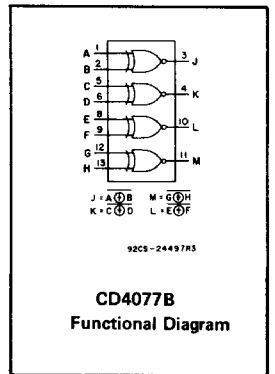 A 1
B 2
3 J
C 5
D 6
4 K
E 8
F 9
10 L
G 12
H 13
11 M
J = A⊕B M = G⊕H
K = C⊕D L = E⊕F
92CS-24497R3
CD4077B
Functional Diagram